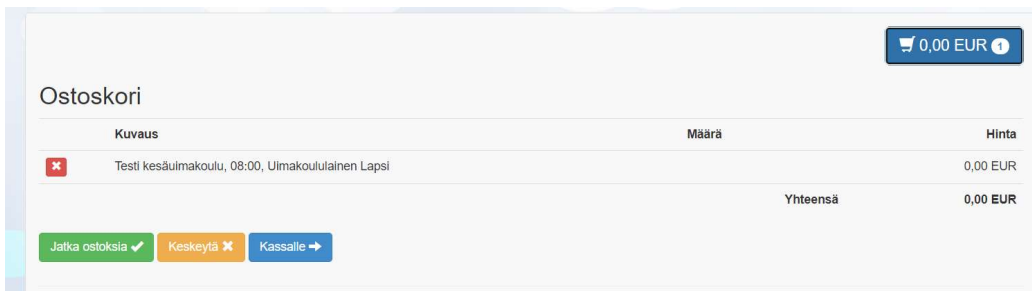 0,00 EUR 1
Ostoskori
Kuvaus Määrä Hinta
Testi kesäuimakoulu, 08:00, Uimakoululainen Lapsi 0,00 EUR
Yhteensä 0,00 EUR
Jatka ostoksia Keskeytä Kassalle